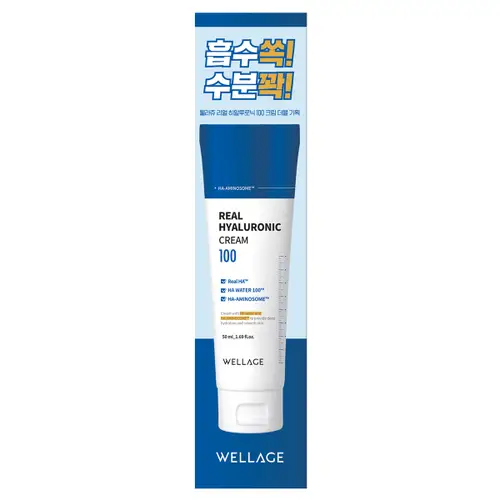 흡수쏙!
수분꽉!
웰라쥬 리얼 히알루로닉 100 크림 더블 기획
HA-AMINOSOME™
REAL
HYALURONIC
CREAM
100
Real HA™
HA WATER 100™
HA-AMINOSOME™
50 ml, 1.69 fl.oz.
WELLAGE
WELLAGE